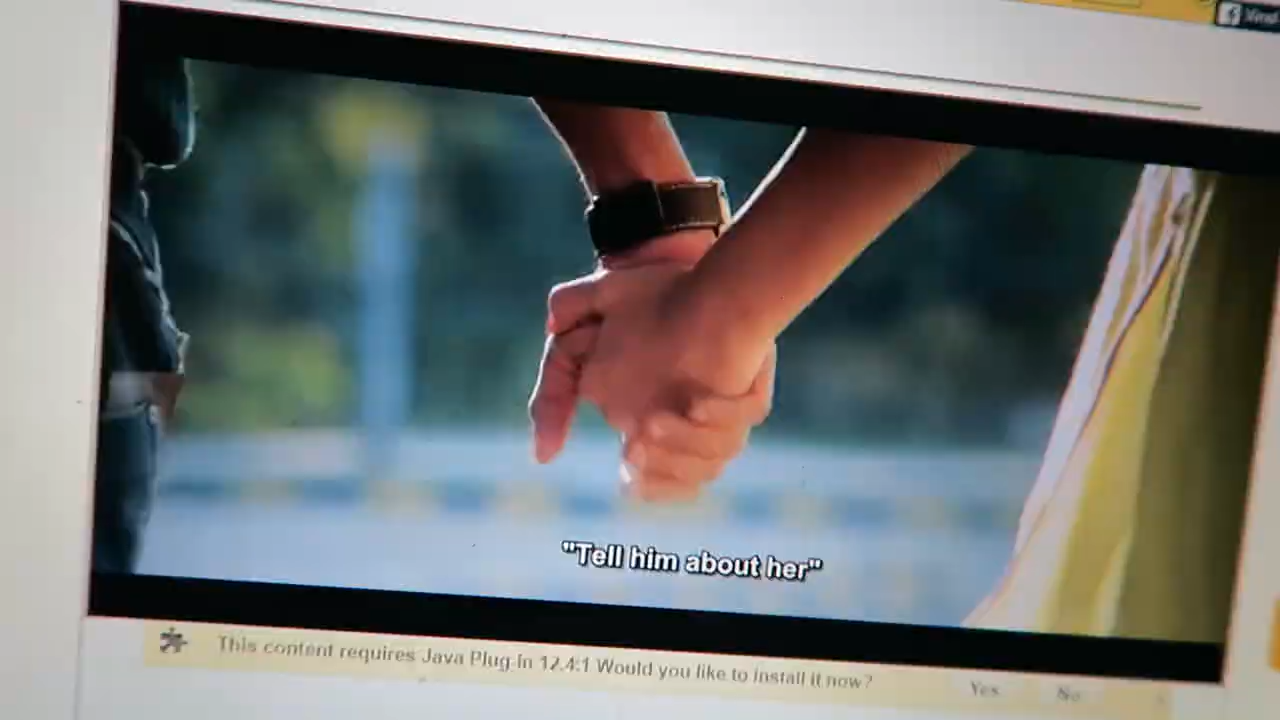 "Tell him about her"
This content requires Java Plug-in 12.4.1 Would you like to install it now?
Yes No